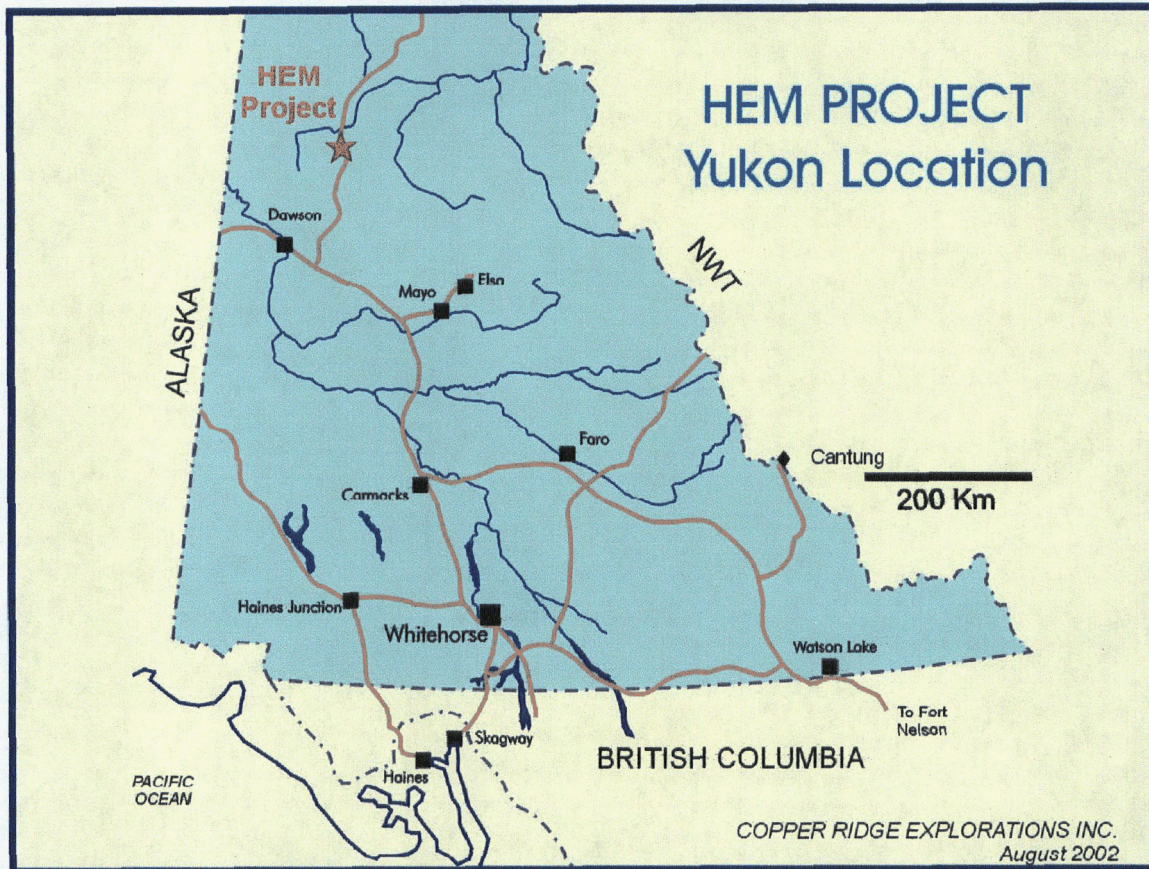 HEM
Project
HEM PROJECT
Yukon Location
Dawson
NWT
Elsa
Mayo
ALASKA
Faro
Cantung
200 Km
Carmacks
Haines Junction
Whitehorse
Watson Lake
To Fort
Nelson
Skagway
BRITISH COLUMBIA
Haines
PACIFIC
OCEAN
COPPER RIDGE EXPLORATIONS INC.
August 2002